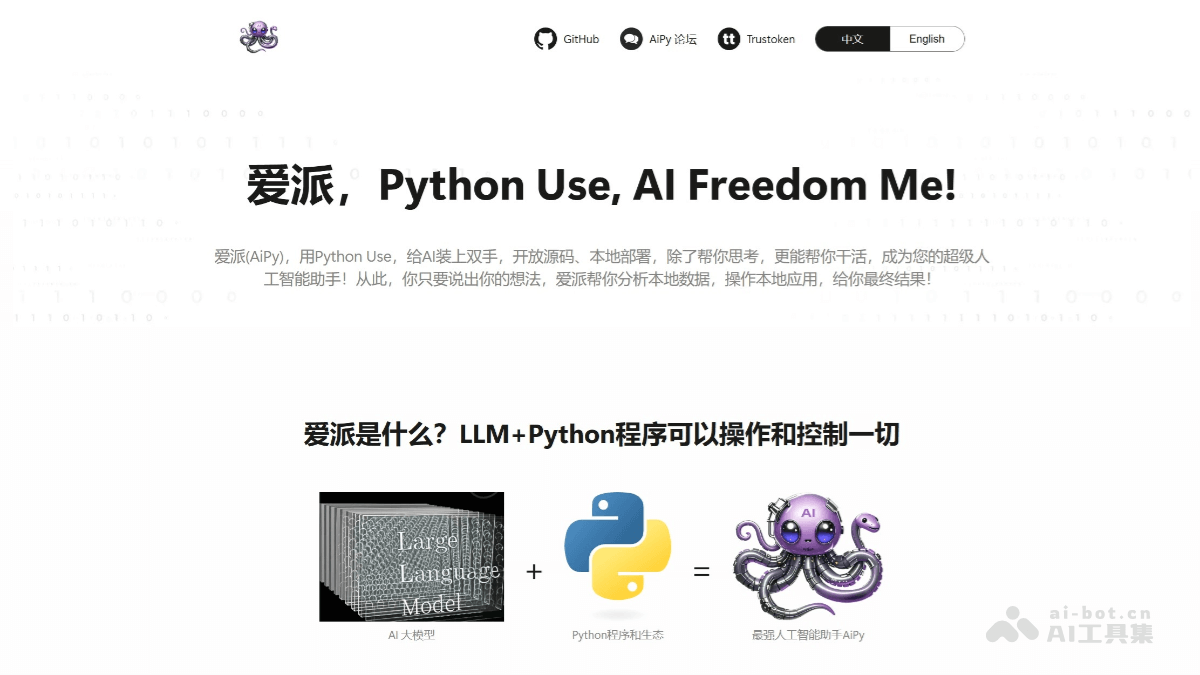 GitHub
AiPy 论坛
tt
Trustoken
中文
English
爱派，Python Use, AI Freedom Me!
爱派(AiPy)，用Python Use，给AI装上双手，开放源码、本地部署，除了帮你思考，更能帮你干活，成为您的超级人
工智能助手！从此，你只要说出你的想法，爱派帮你分析本地数据，操作本地应用，给你最终结果！
爱派是什么？LLM+Python程序可以操作和控制一切
Large
Language
Model
+
=
AI
AI 大模型
Python程序和生态
最强人工智能助手AiPy
ai-bot.cn
AI工具集